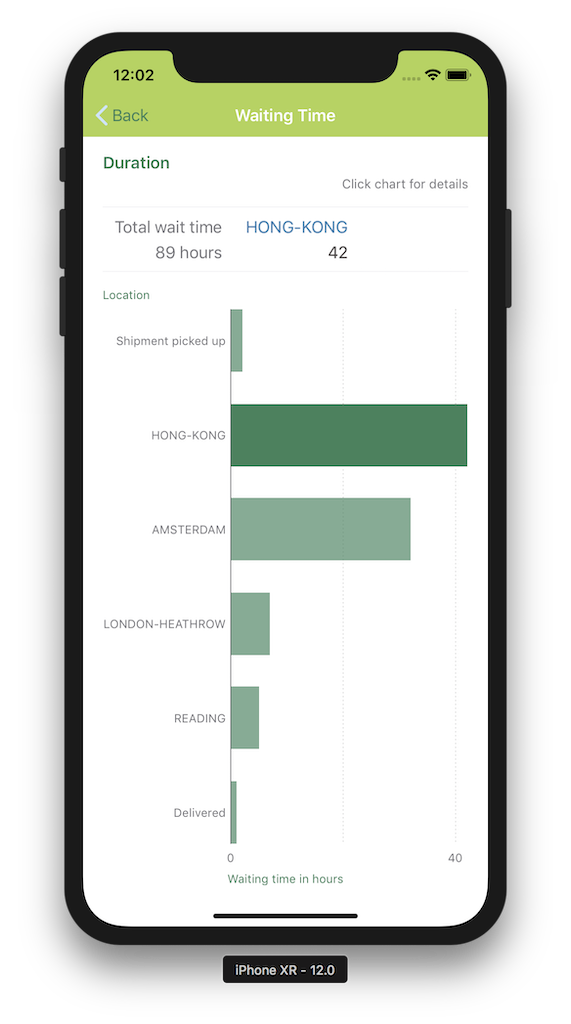 12:02
Back
Waiting Time
Duration
Click chart for details
Total wait time
HONG-KONG
89 hours
42
Location
Shipment picked up
HONG-KONG
AMSTERDAM
LONDON-HEATHROW
READING
Delivered
0
40
Waiting time in hours
iPhone XR - 12.0